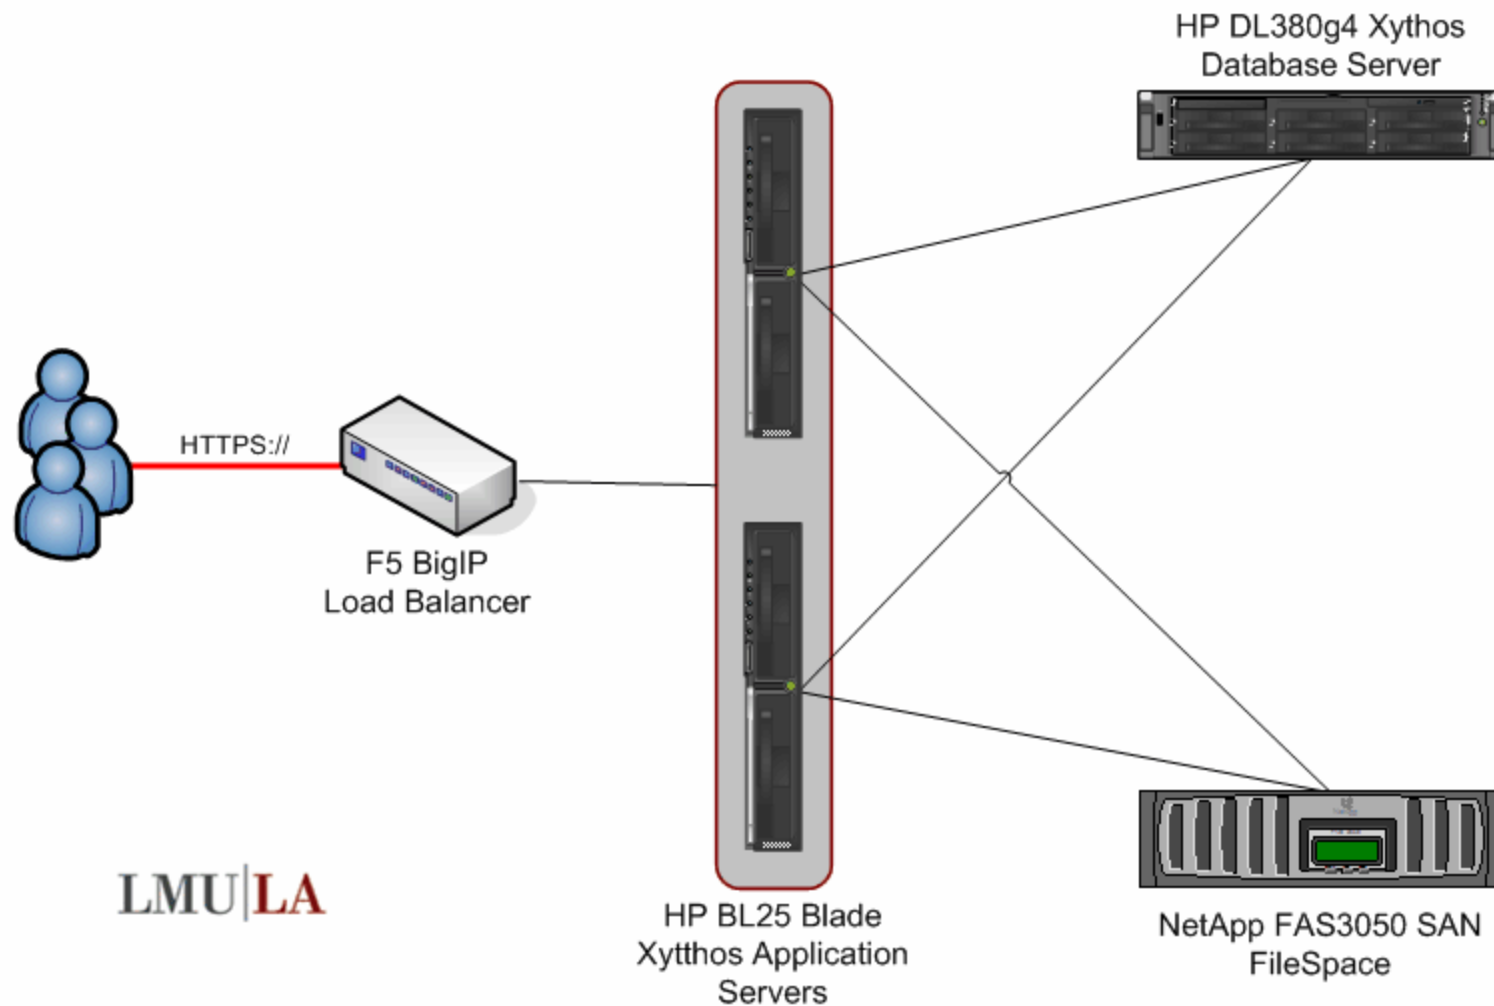 HP DL380g4 Xythos
Database Server
HTTPS://
F5 BigIP
Load Balancer
LMU|LA
HP BL25 Blade
Xytthos Application
Servers
NetApp FAS3050 SAN
FileSpace